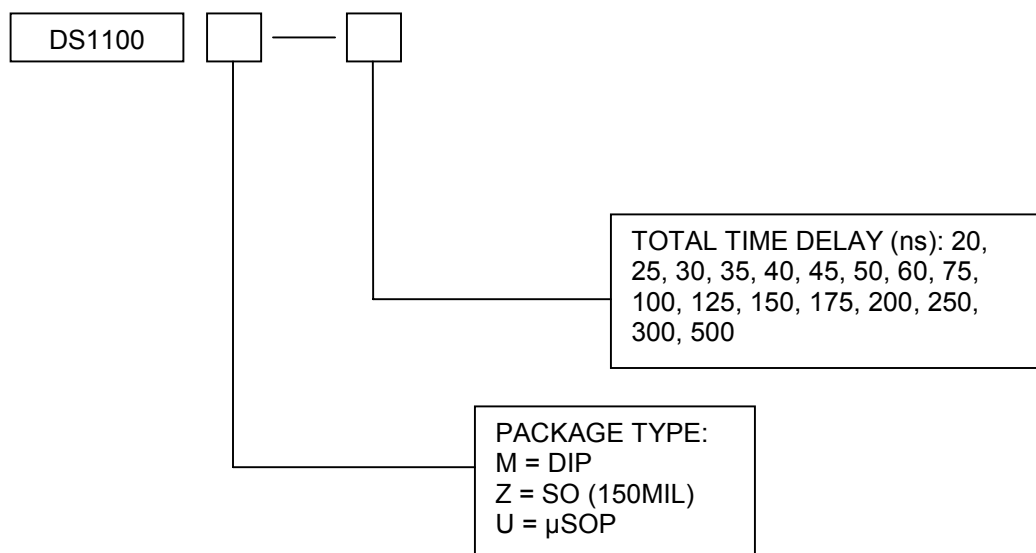 DS1100
TOTAL TIME DELAY (ns): 20,
25, 30, 35, 40, 45, 50, 60, 75,
100, 125, 150, 175, 200, 250,
300, 500
PACKAGE TYPE:
M = DIP
Z = SO (150MIL)
U = µSOP